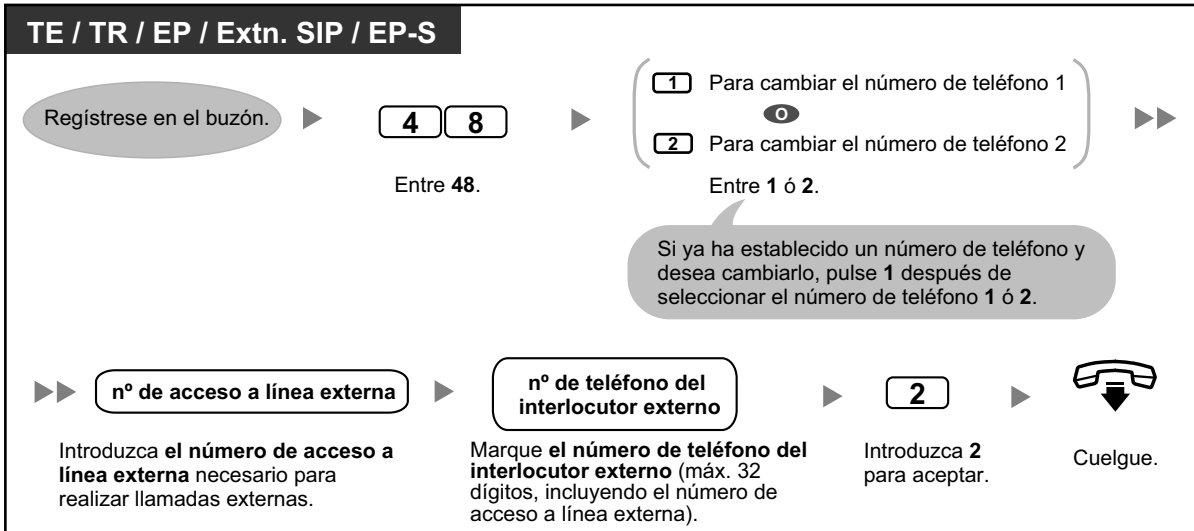 TE / TR / EP / Extn. SIP / EP-S
Regístrese en el buzón.
4 8
Entre 48.
1 Para cambiar el número de teléfono 1
O
2 Para cambiar el número de teléfono 2
Entre 1 ó 2.
Si ya ha establecido un número de teléfono y
desea cambiarlo, pulse 1 después de
seleccionar el número de teléfono 1 ó 2.
nº de acceso a línea externa
Introduzca el número de acceso a
línea externa necesario para
realizar llamadas externas.
nº de teléfono del
interlocutor externo
Marque el número de teléfono del
interlocutor externo (máx. 32
dígitos, incluyendo el número de
acceso a línea externa).
2
Introduzca 2
para aceptar.
Cuelgue.